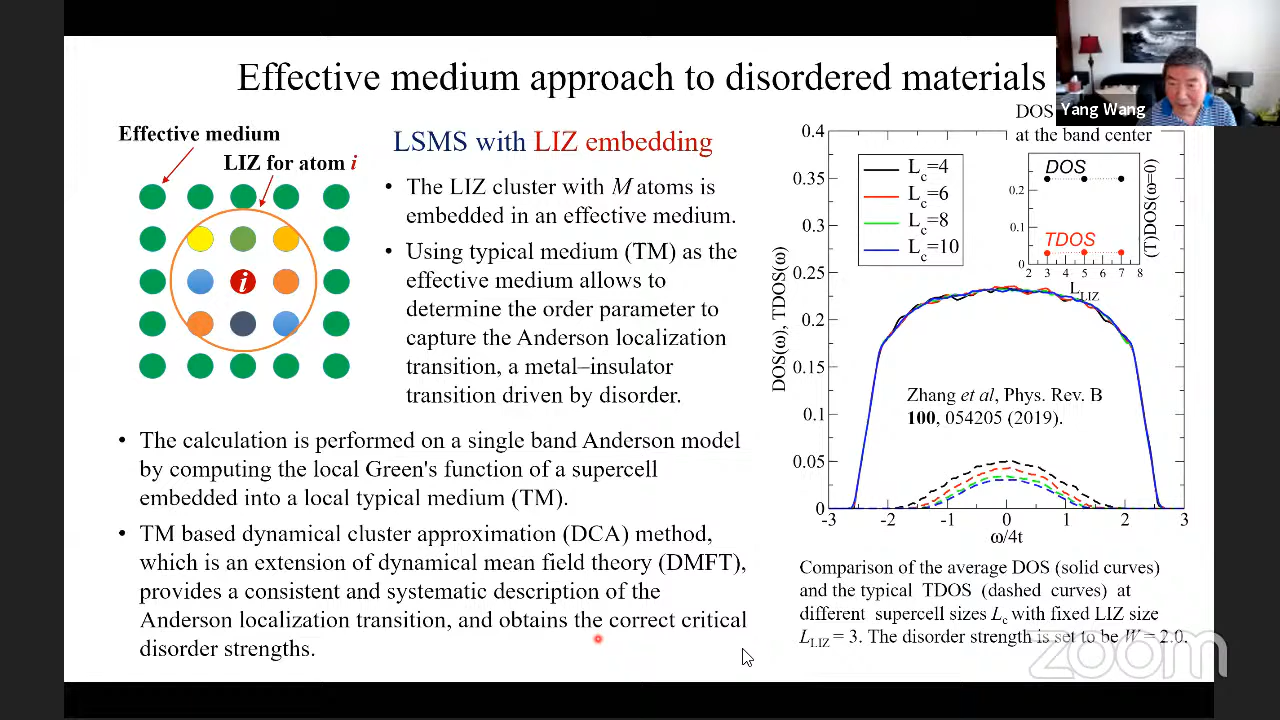 Effective medium approach to disordered materials
Yang Wang
Effective medium
LIZ for atom i
i
LSMS with LIZ embedding
• The LIZ cluster with M atoms is
embedded in an effective medium.
• Using typical medium (TM) as the
effective medium allows to
determine the order parameter to
capture the Anderson localization
transition, a metal–insulator
transition driven by disorder.
• The calculation is performed on a single band Anderson model
by computing the local Green's function of a supercell
embedded into a local typical medium (TM).
• TM based dynamical cluster approximation (DCA) method,
which is an extension of dynamical mean field theory (DMFT),
provides a consistent and systematic description of the
Anderson localization transition, and obtains the correct critical
disorder strengths.
DOS
at the band center
0.4
0.35
0.3
0.25
0.2
0.15
0.1
0.05
0
DOS(ω), TDOS(ω)
L_c=4
L_c=6
L_c=8
L_c=10
DOS
TDOS
0.2
0.1
0
2 3 4 5 6 7 8
L_LIZ
(T)DOS(ω=0)
Zhang et al, Phys. Rev. B
100, 054205 (2019).
-3 -2 -1 0 1 2 3
ω/4t
Comparison of the average DOS (solid curves)
and the typical TDOS (dashed curves) at
different supercell sizes L_c with fixed LIZ size
L_LIZ = 3. The disorder strength is set to be W = 2.0.
zoom